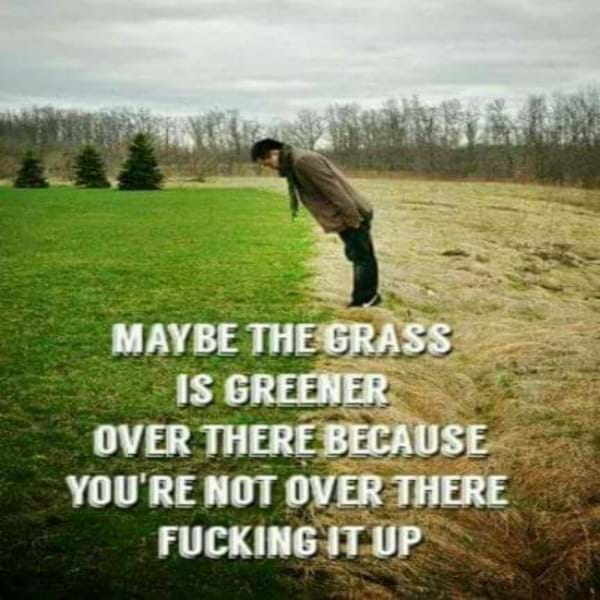 MAYBE THE GRASS
IS GREENER
OVER THERE BECAUSE
YOU'RE NOT OVER THERE
FUCKING IT UP